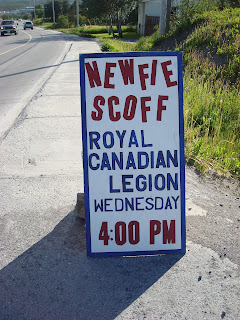 NEWFIE
SCOFF
ROYAL
CANADIAN
LEGION
WEDNESDAY
4:00 PM